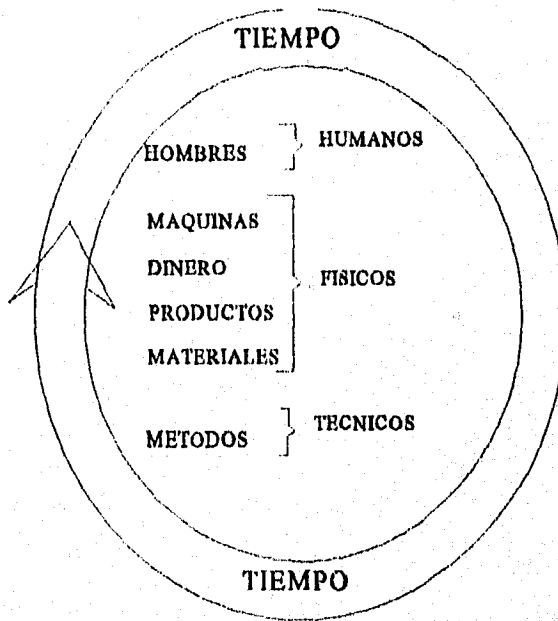 TIEMPO
HOMBRES HUMANOS
MAQUINAS
DINERO FISICOS
PRODUCTOS
MATERIALES
METODOS TECNICOS
TIEMPO